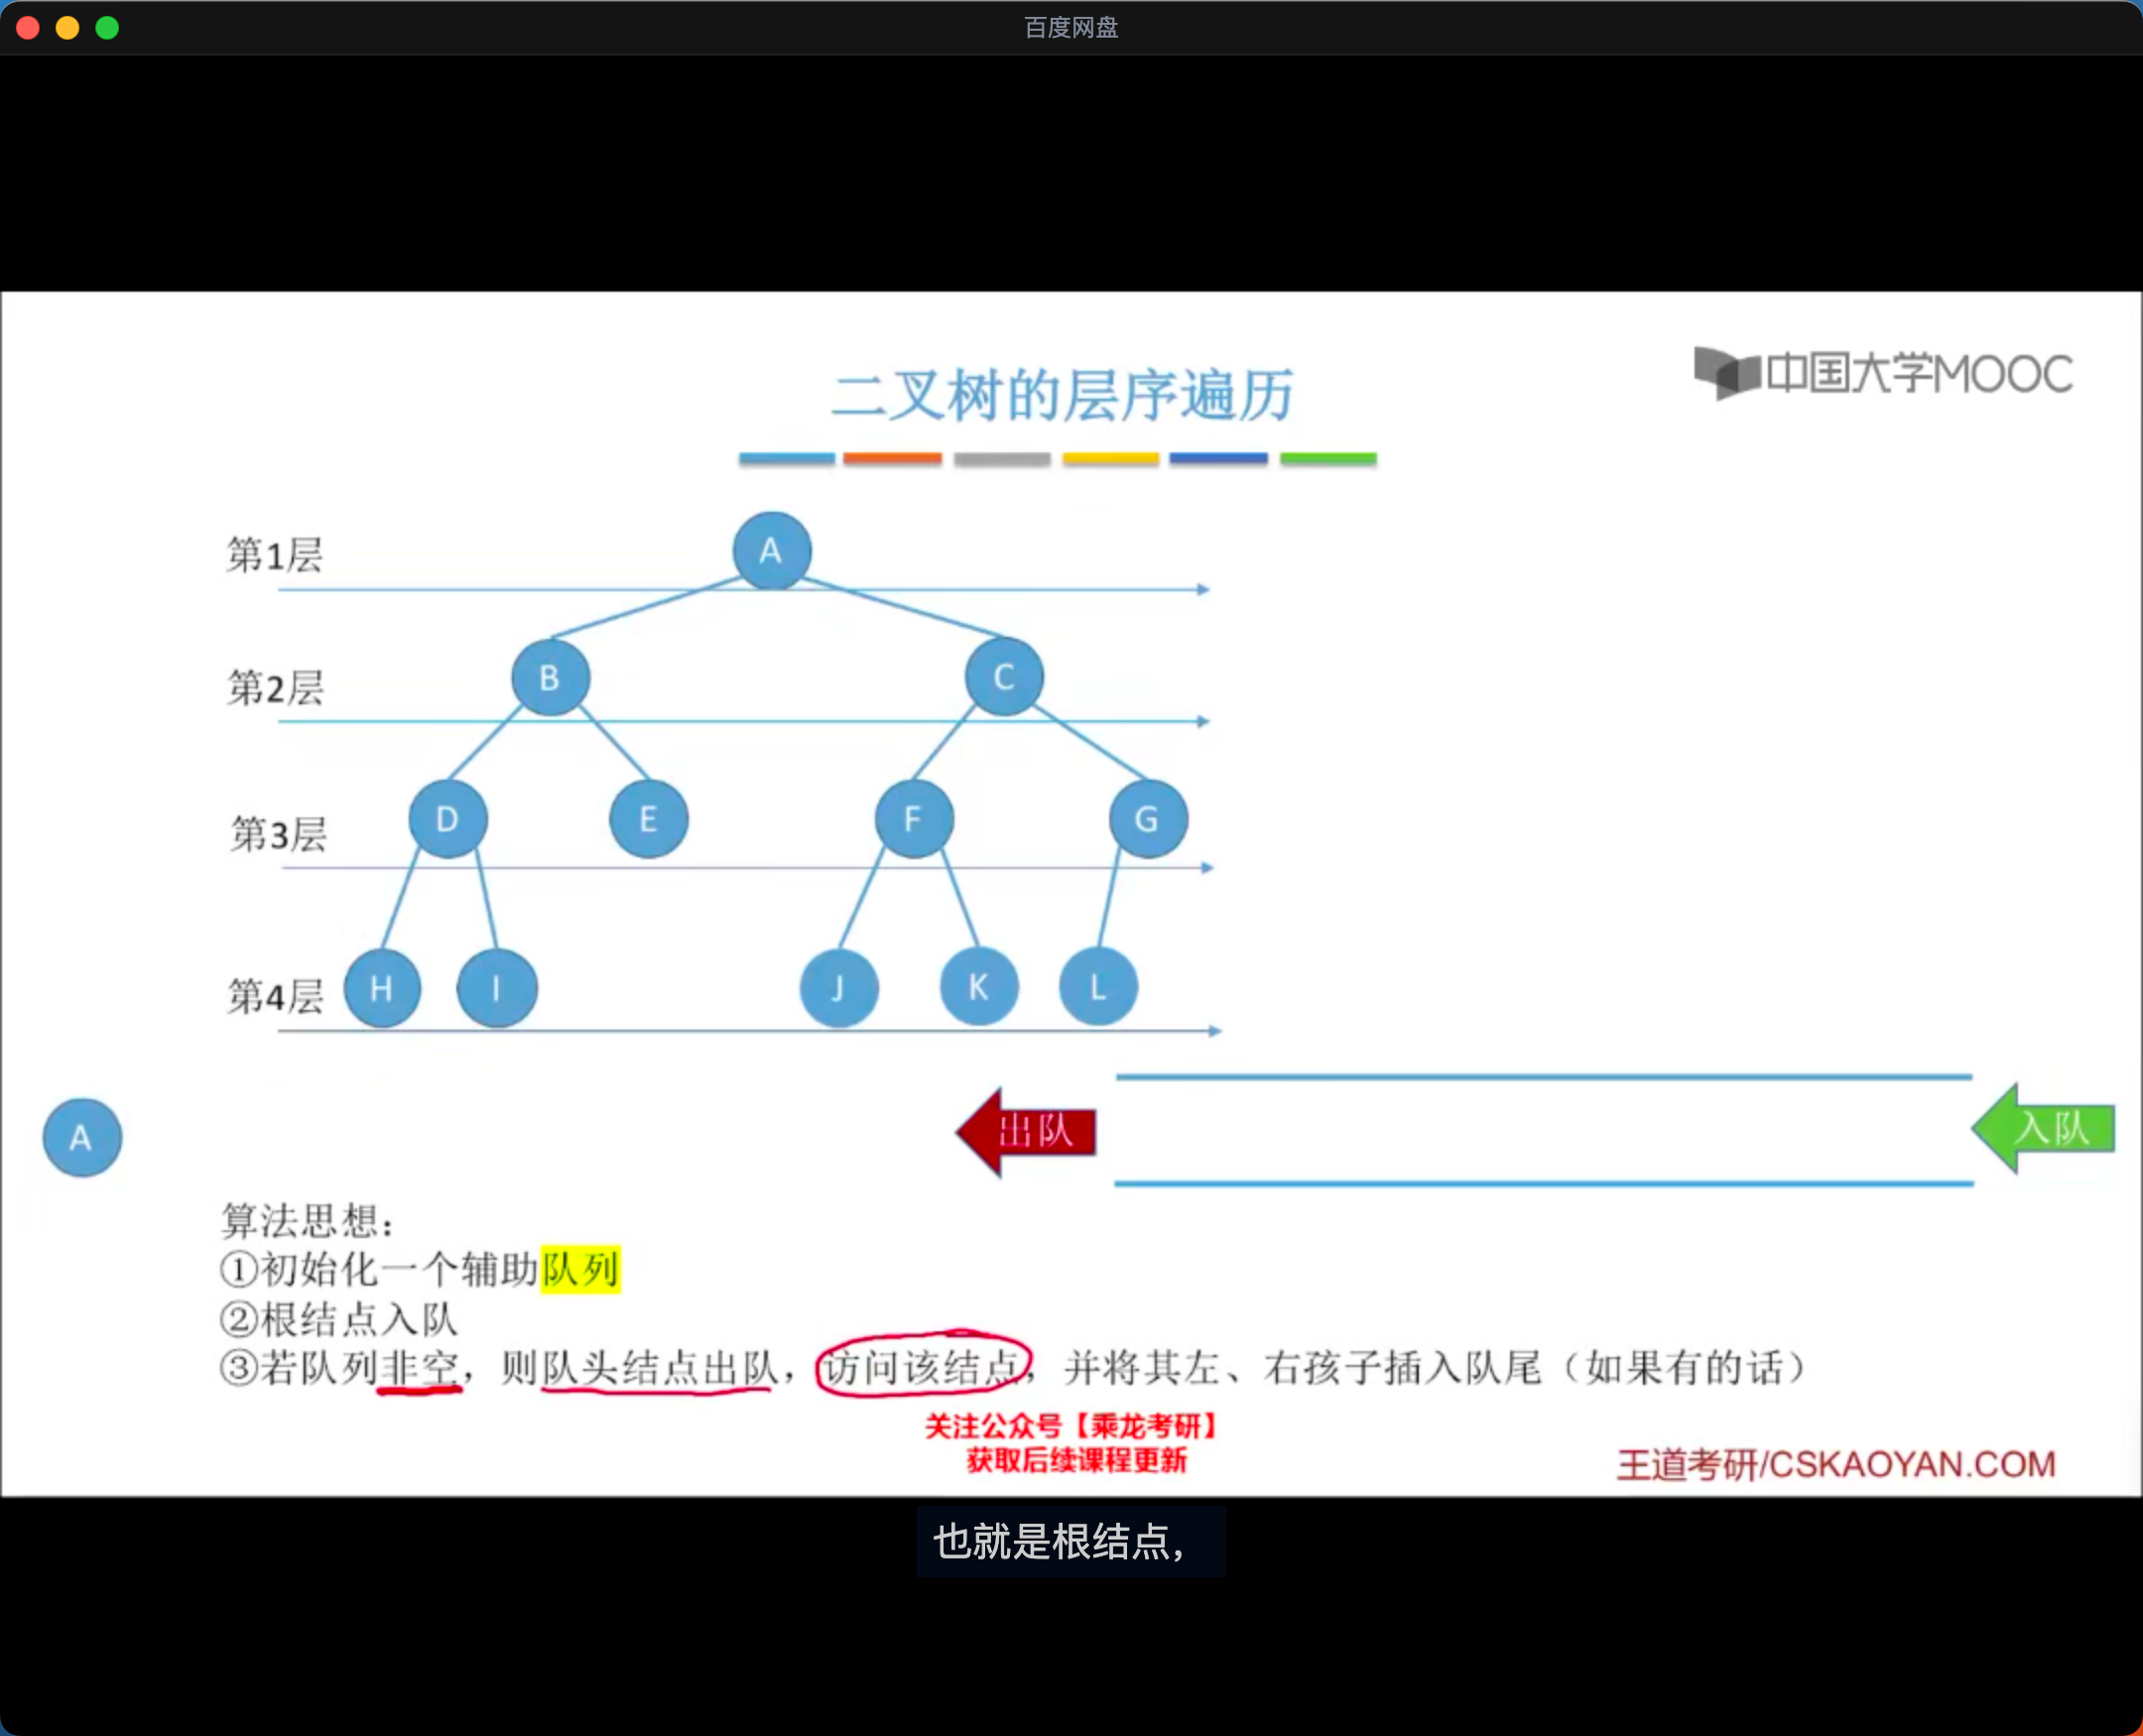 百度网盘
中国大学MOOC
二叉树的层序遍历
第1层
A
第2层
B C
第3层
D E F G
第4层
H I J K L
A
出队
入队
算法思想：
①初始化一个辅助队列
②根结点入队
③若队列非空，则队头结点出队，访问该结点，并将其左、右孩子插入队尾（如果有的话）
关注公众号【乘龙考研】
获取后续课程更新
王道考研/CSKAOYAN.COM
也就是根结点，